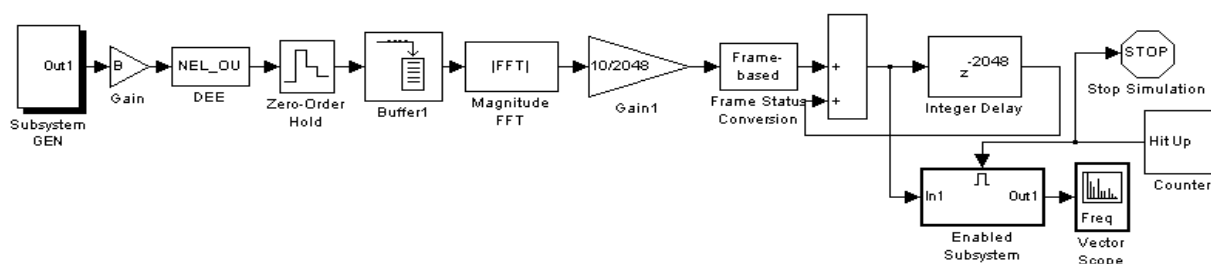 Out1
Subsystem
GEN
B
Gain
NEL_OU
DEE
Zero-Order
Hold
Buffer1
|FFT|
Magnitude
FFT
10/2048
Gain1
Frame-
based
Frame Status
Conversion
+
+
z-2048
Integer Delay
STOP
Stop Simulation
Hit Up
Counter
In1
Out1
Enabled
Subsystem
Freq
Vector
Scope